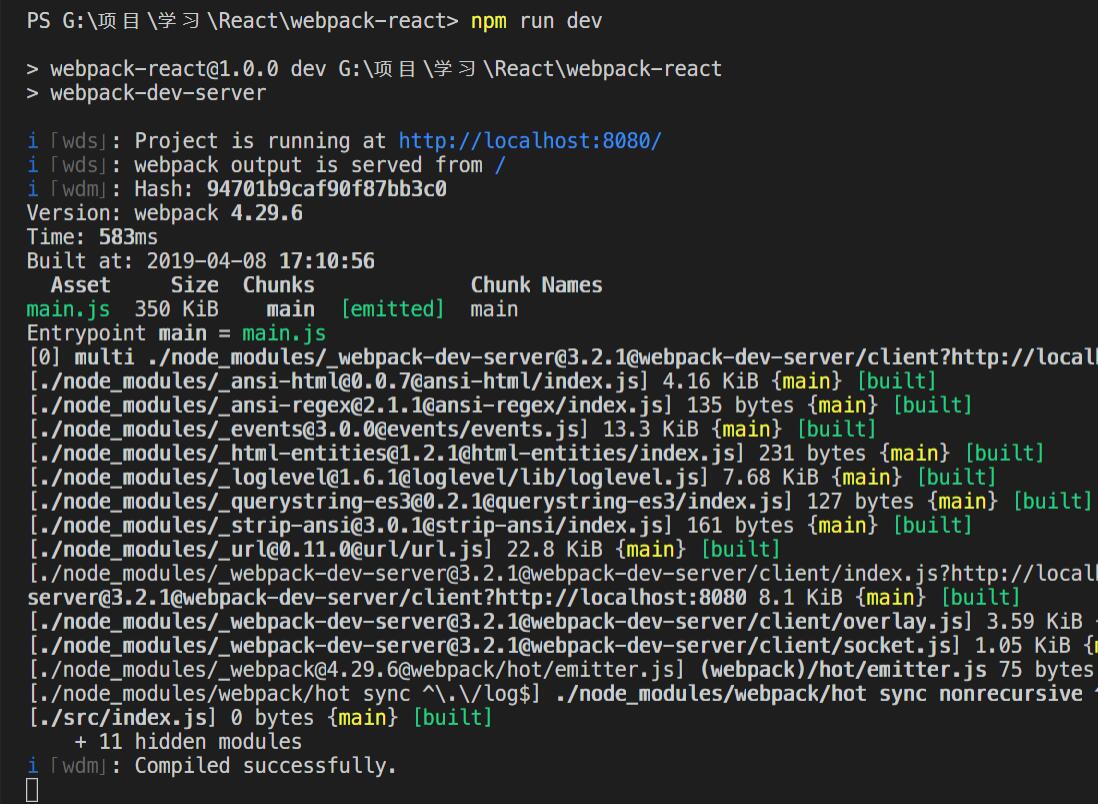 PS G:\项目\学习\React\webpack-react> npm run dev
> webpack-react@1.0.0 dev G:\项目\学习\React\webpack-react
> webpack-dev-server
i ｢wds｣: Project is running at http://localhost:8080/
i ｢wds｣: webpack output is served from /
i ｢wdm｣: Hash: 94701b9caf90f87bb3c0
Version: webpack 4.29.6
Time: 583ms
Built at: 2019-04-08 17:10:56
  Asset     Size  Chunks             Chunk Names
main.js  350 KiB    main  [emitted]  main
Entrypoint main = main.js
[0] multi ./node_modules/_webpack-dev-server@3.2.1@webpack-dev-server/client?http://local
[./node_modules/_ansi-html@0.0.7@ansi-html/index.js] 4.16 KiB {main} [built]
[./node_modules/_ansi-regex@2.1.1@ansi-regex/index.js] 135 bytes {main} [built]
[./node_modules/_events@3.0.0@events/events.js] 13.3 KiB {main} [built]
[./node_modules/_html-entities@1.2.1@html-entities/index.js] 231 bytes {main} [built]
[./node_modules/_loglevel@1.6.1@loglevel/lib/loglevel.js] 7.68 KiB {main} [built]
[./node_modules/_querystring-es3@0.2.1@querystring-es3/index.js] 127 bytes {main} [built]
[./node_modules/_strip-ansi@3.0.1@strip-ansi/index.js] 161 bytes {main} [built]
[./node_modules/_url@0.11.0@url/url.js] 22.8 KiB {main} [built]
[./node_modules/_webpack-dev-server@3.2.1@webpack-dev-server/client/index.js?http://local
server@3.2.1@webpack-dev-server/client?http://localhost:8080 8.1 KiB {main} [built]
[./node_modules/_webpack-dev-server@3.2.1@webpack-dev-server/client/overlay.js] 3.59 KiB
[./node_modules/_webpack-dev-server@3.2.1@webpack-dev-server/client/socket.js] 1.05 KiB {
[./node_modules/_webpack@4.29.6@webpack/hot/emitter.js] (webpack)/hot/emitter.js 75 bytes
[./node_modules/webpack/hot sync ^\.\/log$] ./node_modules/webpack/hot sync nonrecursive ^
[./src/index.js] 0 bytes {main} [built]
    + 11 hidden modules
i ｢wdm｣: Compiled successfully.